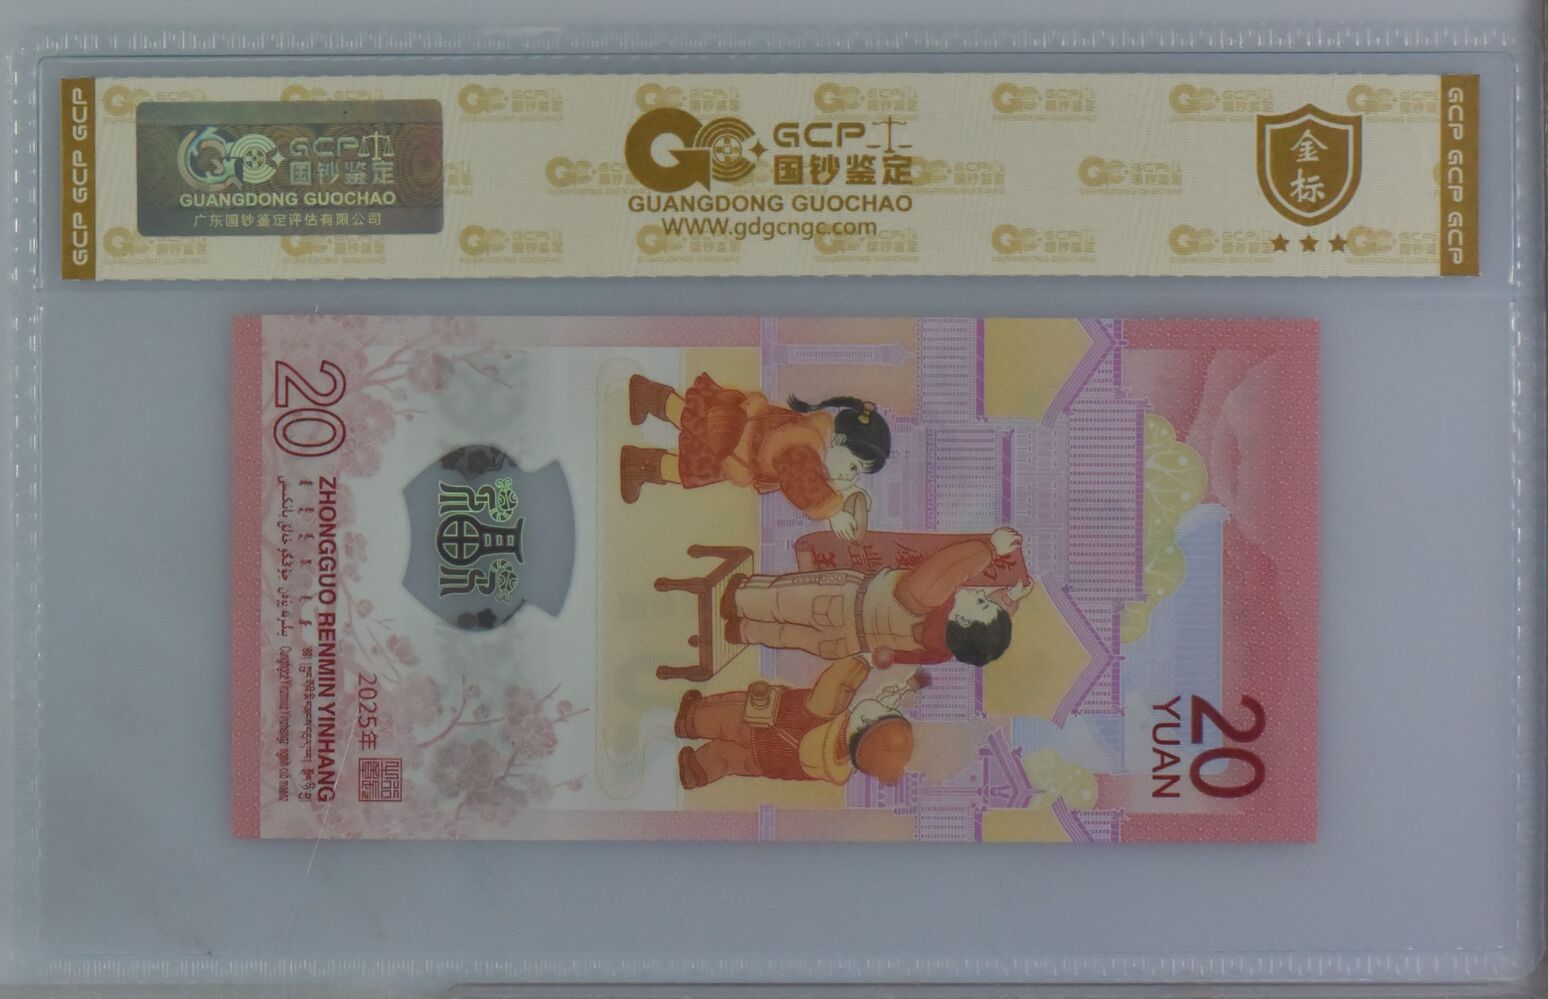 GCP GCP GCP
GCP
国钞鉴定
GUANGDONG GUOCHAO
广东国钞鉴定评估有限公司
GCP
国钞鉴定
GUANGDONG GUOCHAO
WWW.gdgcngc.com
金标
GCP GCP GCP
20
YUAN
20
ZHONGGUO RENMIN YINHANG
2025年